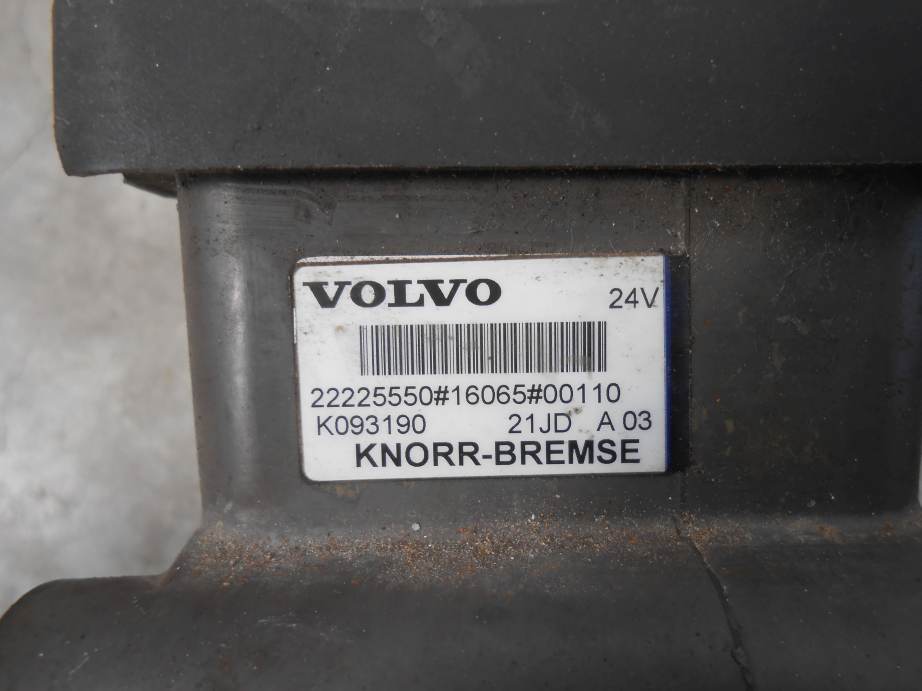 VOLVO 24V
22225550#16065#00110
K093190 21JD A 03
KNORR-BREMSE